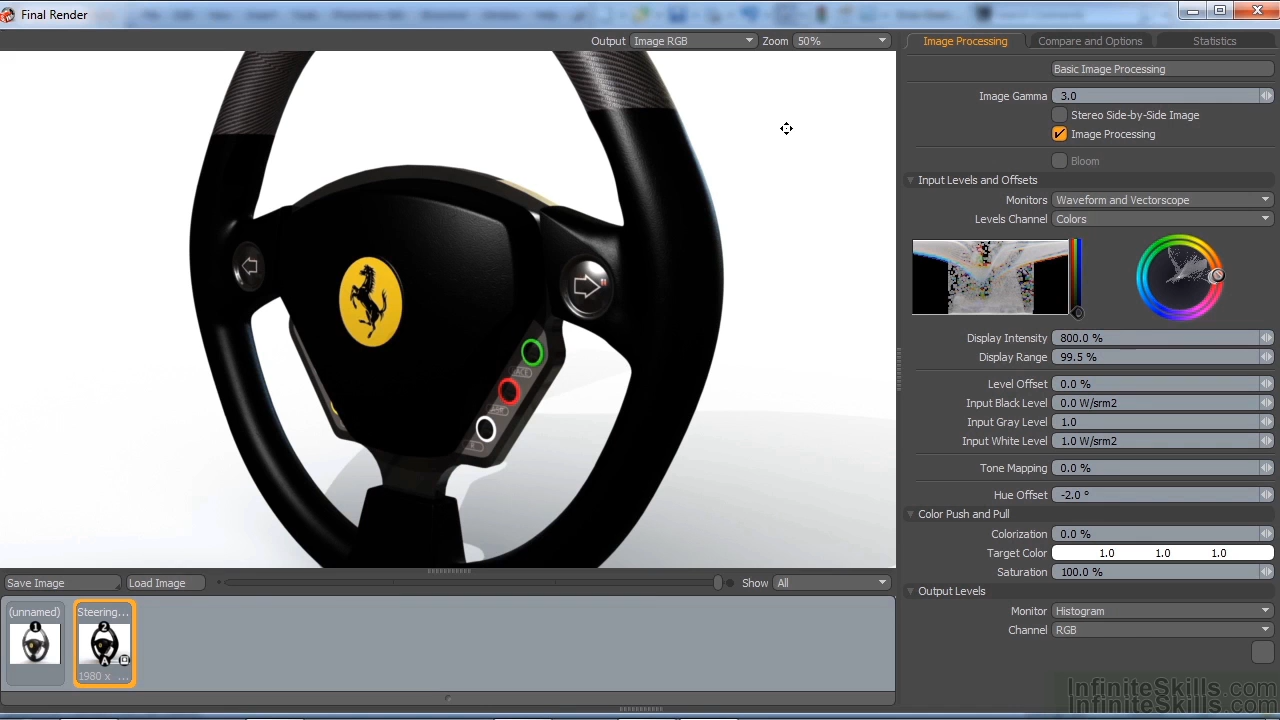 Final Render
Output Image RGB Zoom 50%
Image Processing Compare and Options Statistics
Basic Image Processing
Image Gamma 3.0
Stereo Side-by-Side Image
Image Processing
Bloom
Input Levels and Offsets
Monitors Waveform and Vectorscope
Levels Channel Colors
Display Intensity 800.0 %
Display Range 99.5 %
Level Offset 0.0 %
Input Black Level 0.0 W/srm2
Input Gray Level 1.0
Input White Level 1.0 W/srm2
Tone Mapping 0.0 %
Hue Offset -2.0 °
Color Push and Pull
Colorization 0.0 %
Target Color 1.0 1.0 1.0
Saturation 100.0 %
Output Levels
Monitor Histogram
Channel RGB
Save Image Load Image Show All
(unnamed) Steering...
1 2
A
1980 x ...
InfiniteSkills.com
InfiniteSkills.com